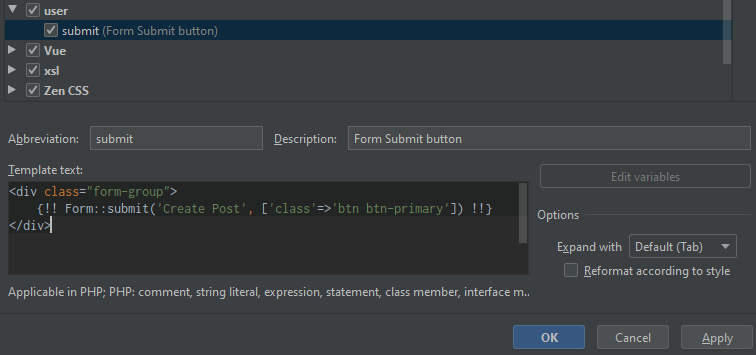 user
submit (Form Submit button)
Vue
xsl
Zen CSS
Abbreviation: submit Description: Form Submit button
Template text:
<div class="form-group">
    {!! Form::submit('Create Post', ['class'=>'btn btn-primary']) !!}
</div>
Edit variables
Options
Expand with Default (Tab)
Reformat according to style
Applicable in PHP; PHP: comment, string literal, expression, statement, class member, interface m..
OK Cancel Apply